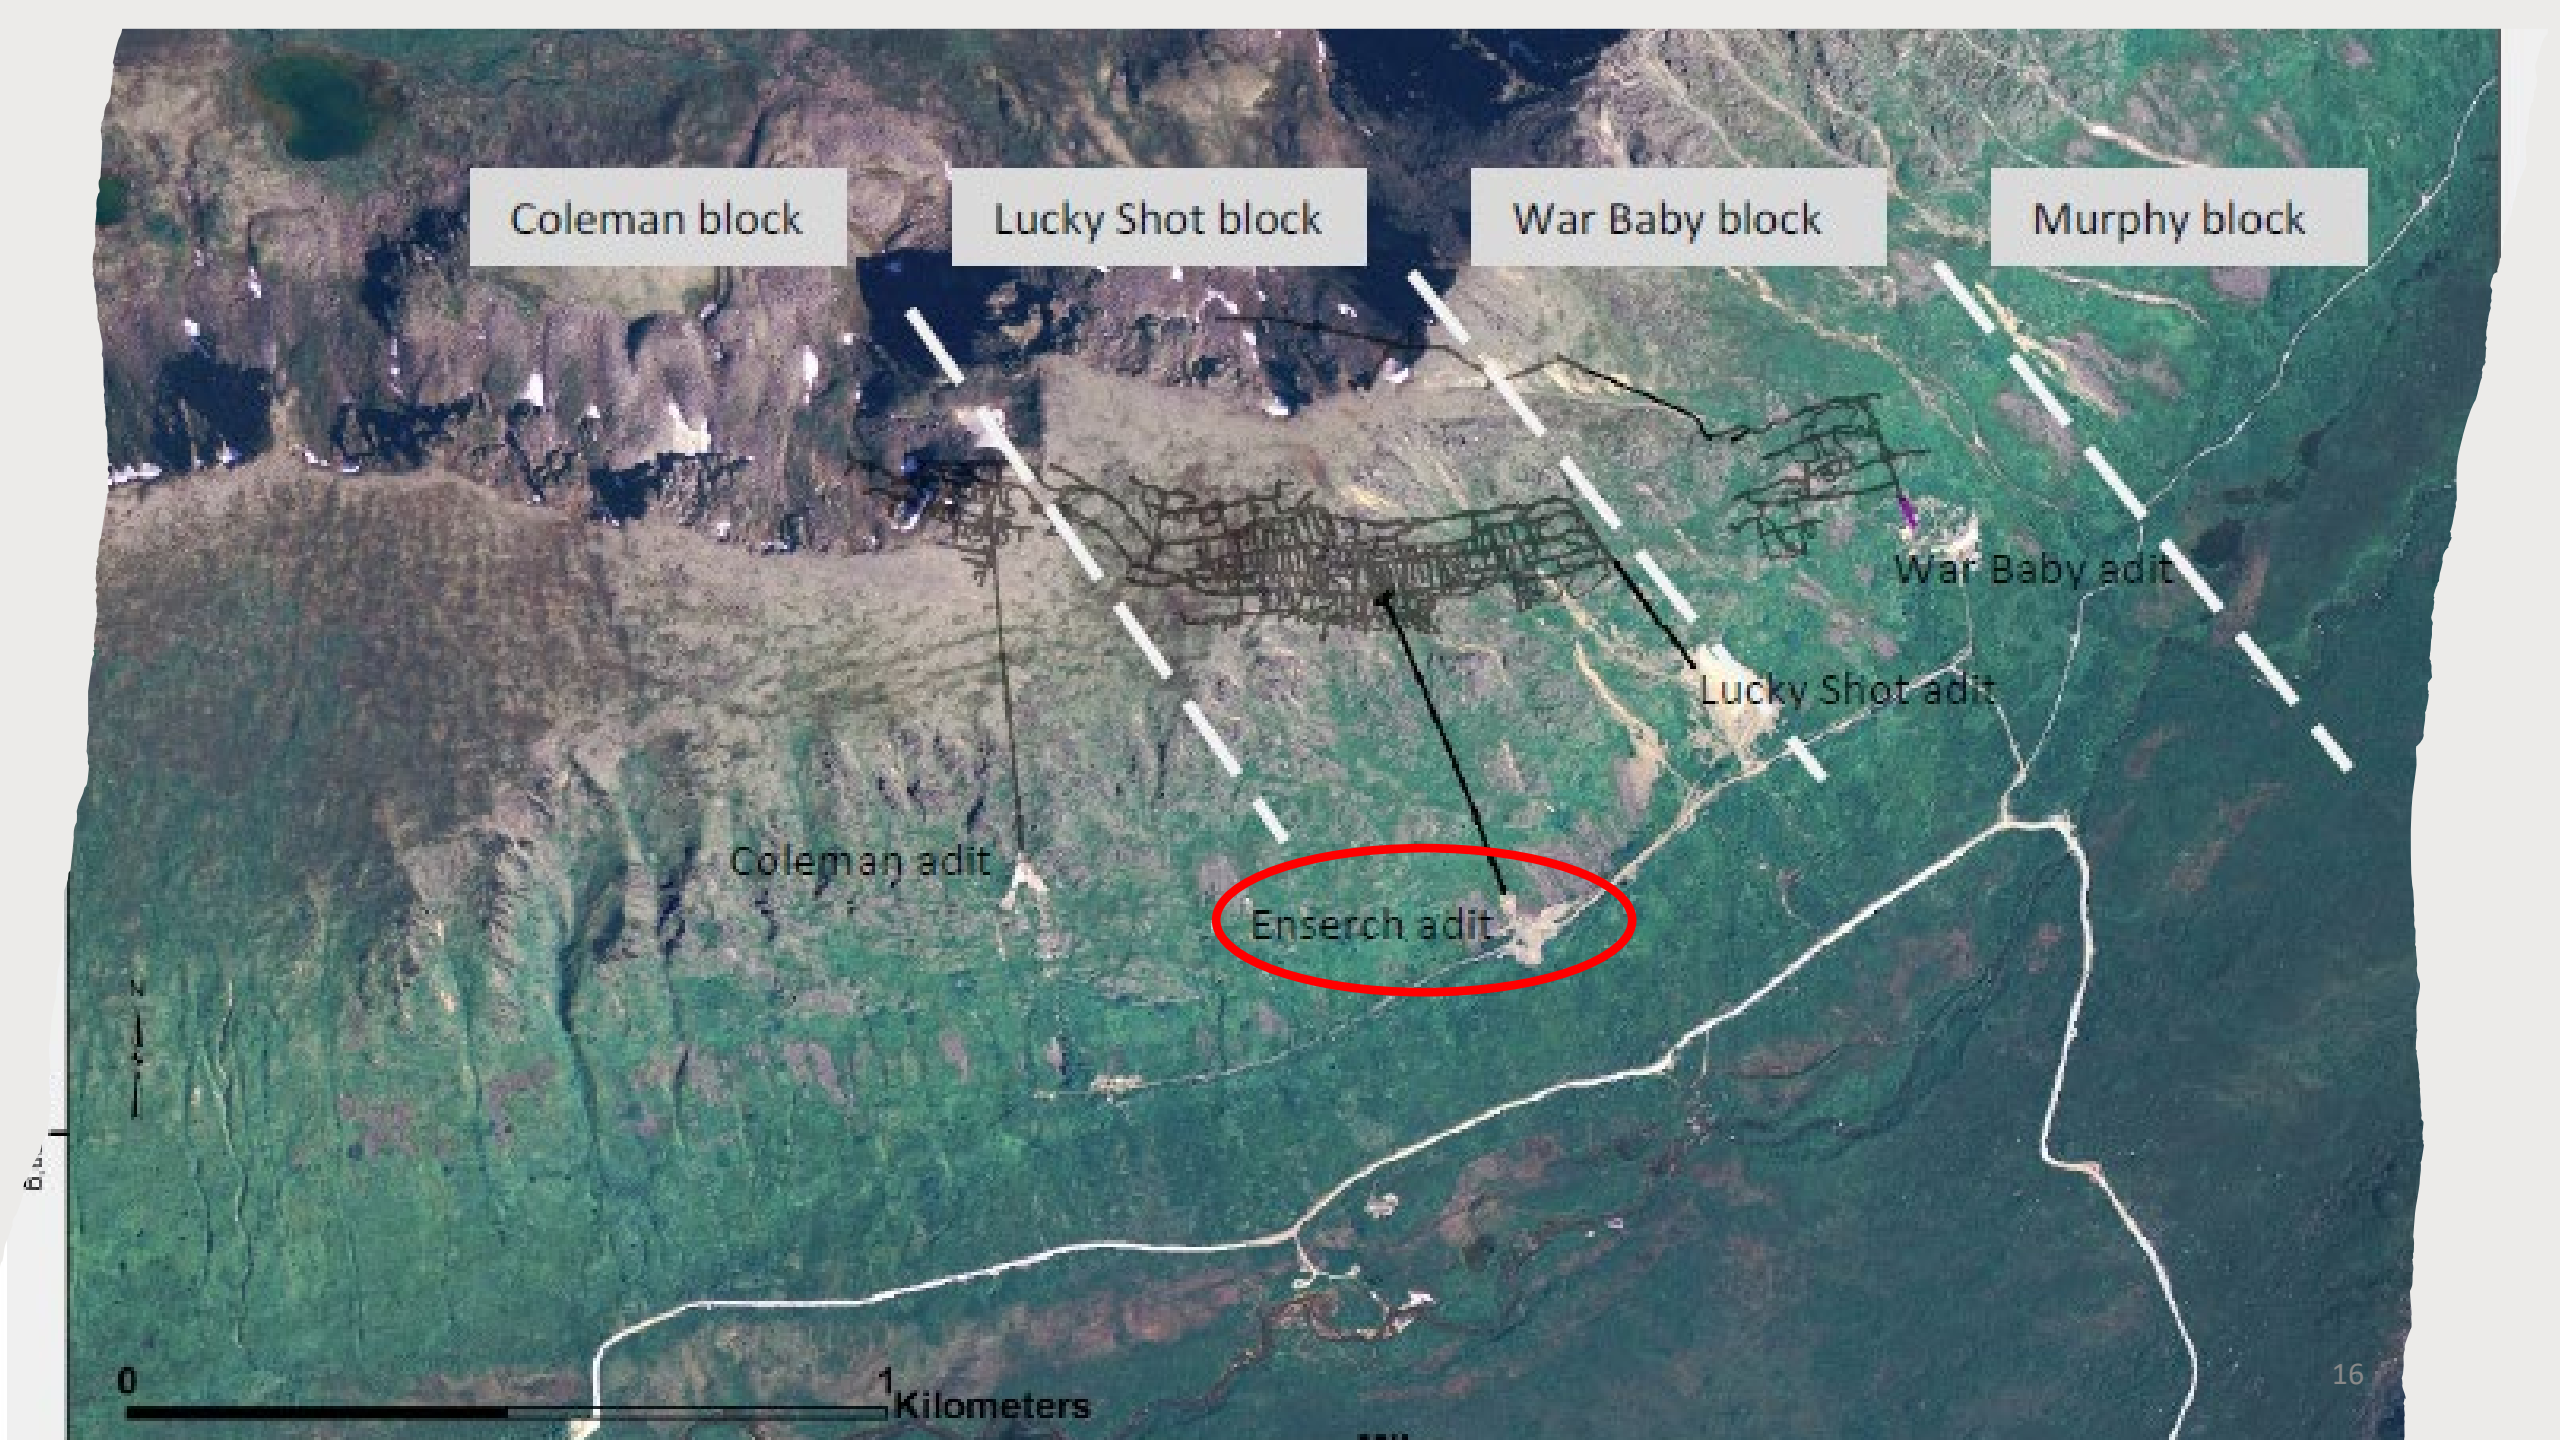 Coleman block
Lucky Shot block
War Baby block
Murphy block
War Baby adit
Lucky Shot adit
Coleman adit
Enserch adit
N
0
1
Kilometers
16